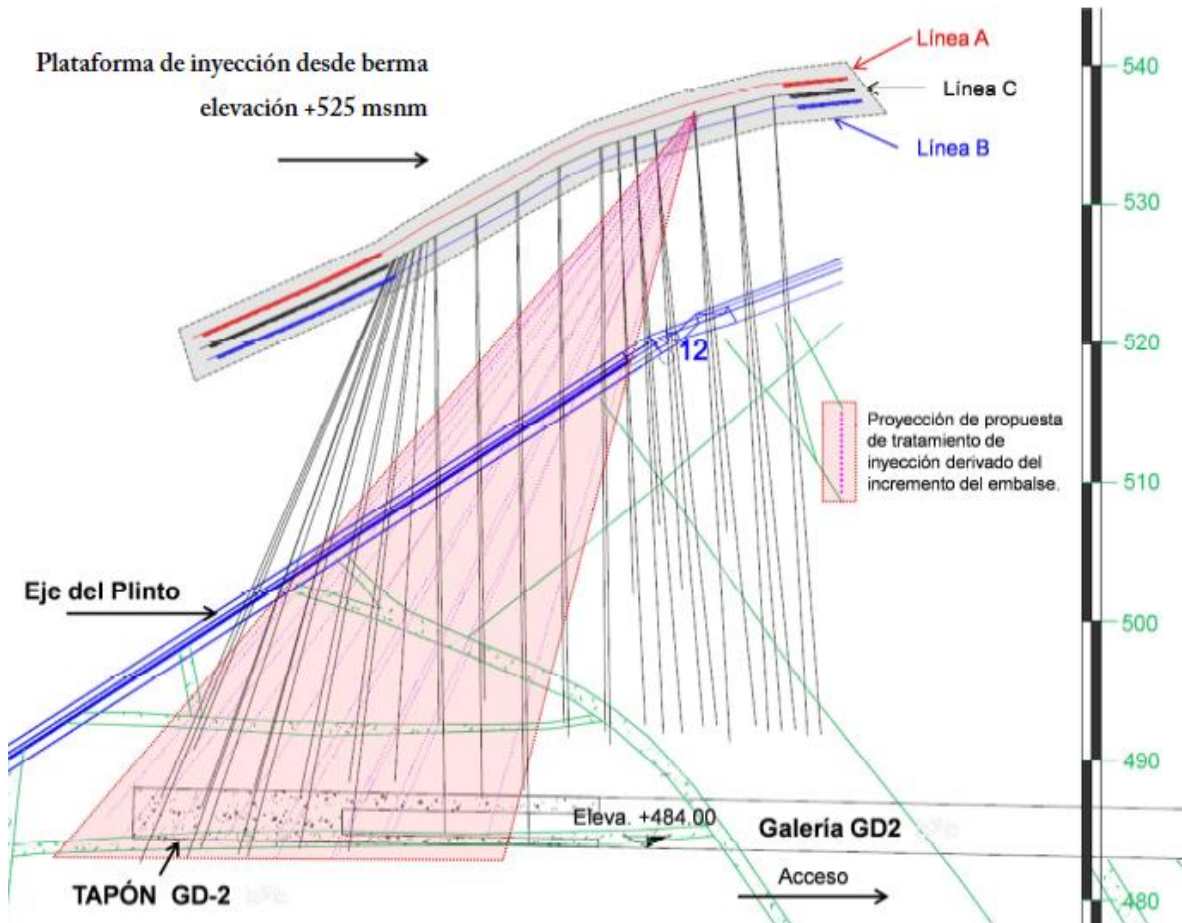 Plataforma de inyección desde berma
elevación +525 msnm
Línea A
Línea C
Línea B
540
530
520
510
500
490
480
12
Proyección de propuesta
de tratamiento de
inyección derivado del
incremento del embalse.
Eje del Plinto
Eleva. +484.00
Galería GD2
TAPÓN GD-2
Acceso